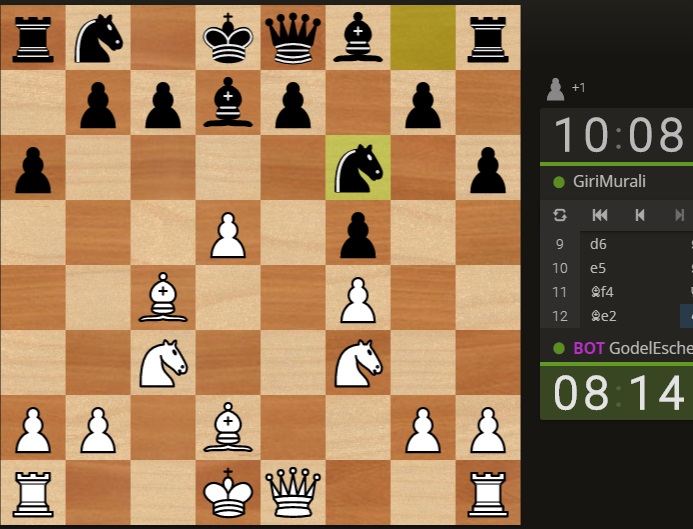 +1
10:08
GiriMurali
9 d6
10 e5
11 ♗f4
12 ♗e2
BOT GodelEsche
08:14